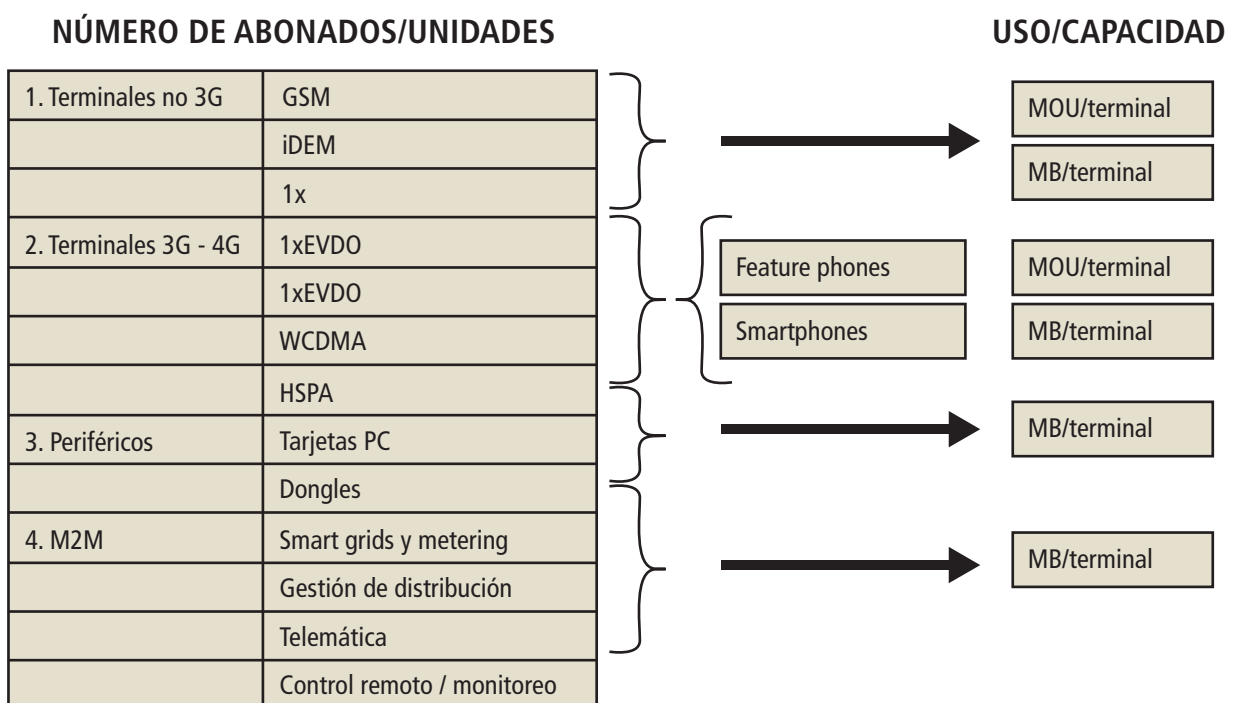 NÚMERO DE ABONADOS/UNIDADES
USO/CAPACIDAD
1. Terminales no 3G GSM
iDEM
1x
MOU/terminal
MB/terminal
2. Terminales 3G - 4G 1xEVDO
1xEVDO
WCDMA
HSPA
Feature phones
Smartphones
MOU/terminal
MB/terminal
3. Periféricos Tarjetas PC
Dongles
MB/terminal
4. M2M Smart grids y metering
Gestión de distribución
Telemática
Control remoto / monitoreo
MB/terminal